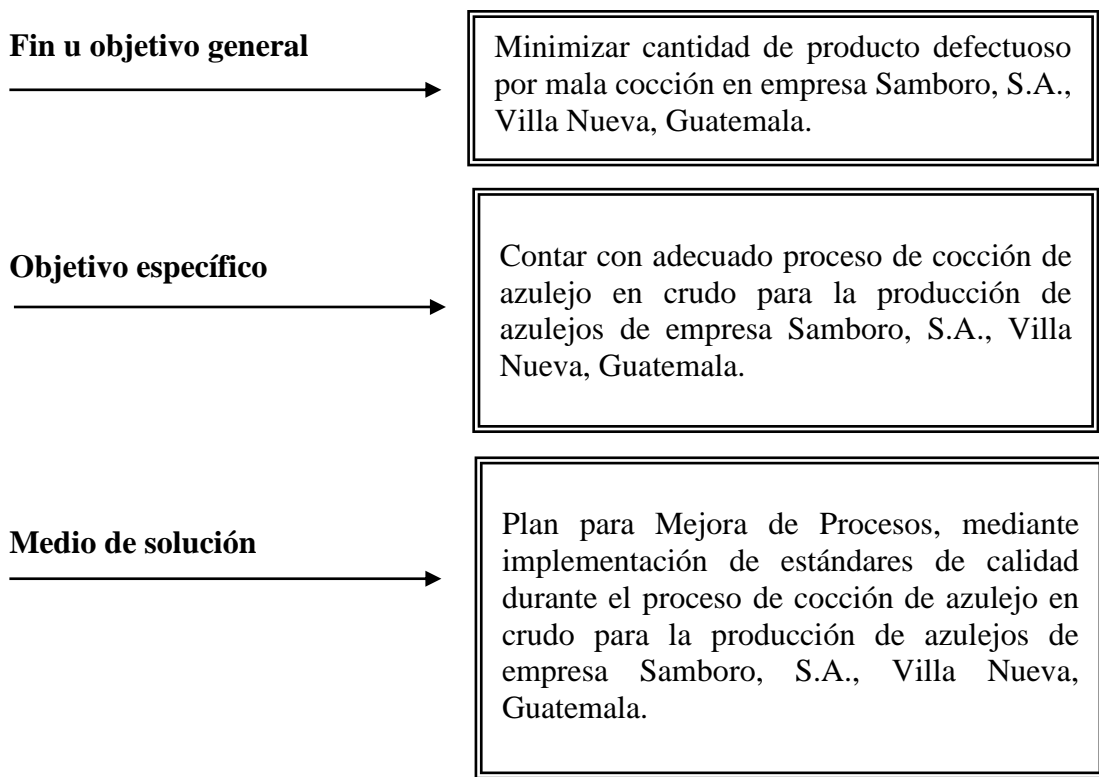 Fin u objetivo general
Minimizar cantidad de producto defectuoso
por mala cocción en empresa Samboro, S.A.,
Villa Nueva, Guatemala.
Objetivo específico
Contar con adecuado proceso de cocción de
azulejo en crudo para la producción de
azulejos de empresa Samboro, S.A., Villa
Nueva, Guatemala.
Medio de solución
Plan para Mejora de Procesos, mediante
implementación de estándares de calidad
durante el proceso de cocción de azulejo en
crudo para la producción de azulejos de
empresa Samboro, S.A., Villa Nueva,
Guatemala.